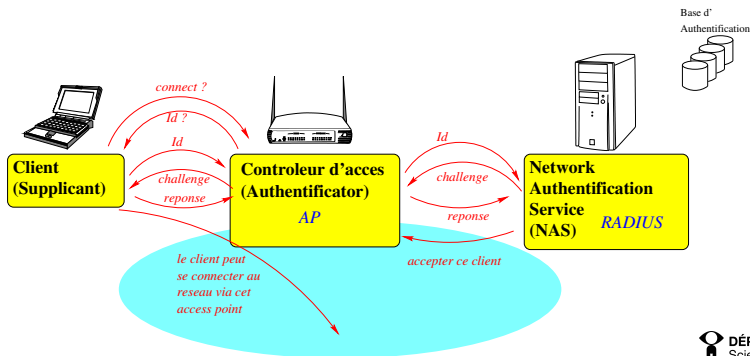 Base d'
Authentification
connect ?
Id ?
Id
challenge
reponse
Client
(Supplicant)
Controleur d'acces
(Authentificator)
AP
Id
challenge
reponse
Network
Authentification
Service
(NAS)
RADIUS
accepter ce client
le client peut
se connecter au
reseau via cet
access point